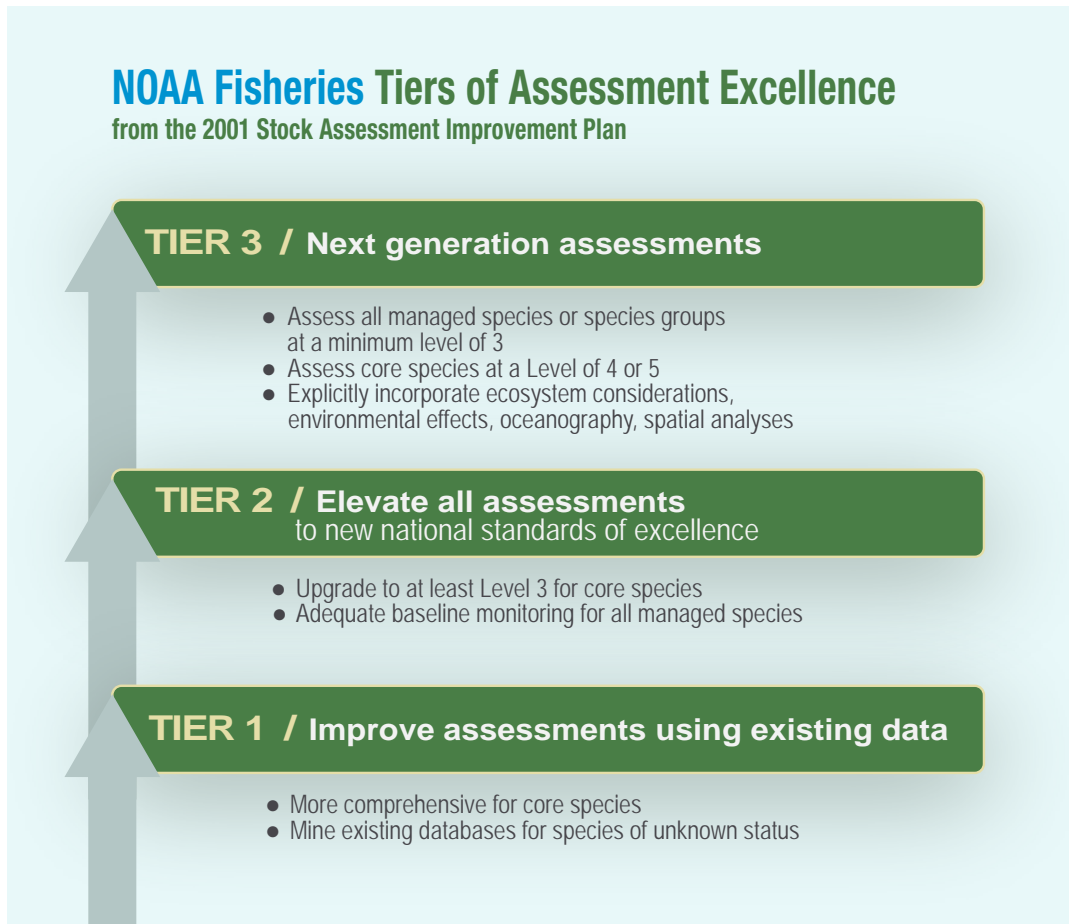 NOAA Fisheries Tiers of Assessment Excellence
from the 2001 Stock Assessment Improvement Plan
TIER 3 / Next generation assessments
● Assess all managed species or species groups
at a minimum level of 3
● Assess core species at a Level of 4 or 5
● Explicitly incorporate ecosystem considerations,
environmental effects, oceanography, spatial analyses
TIER 2 / Elevate all assessments
to new national standards of excellence
● Upgrade to at least Level 3 for core species
● Adequate baseline monitoring for all managed species
TIER 1 / Improve assessments using existing data
● More comprehensive for core species
● Mine existing databases for species of unknown status